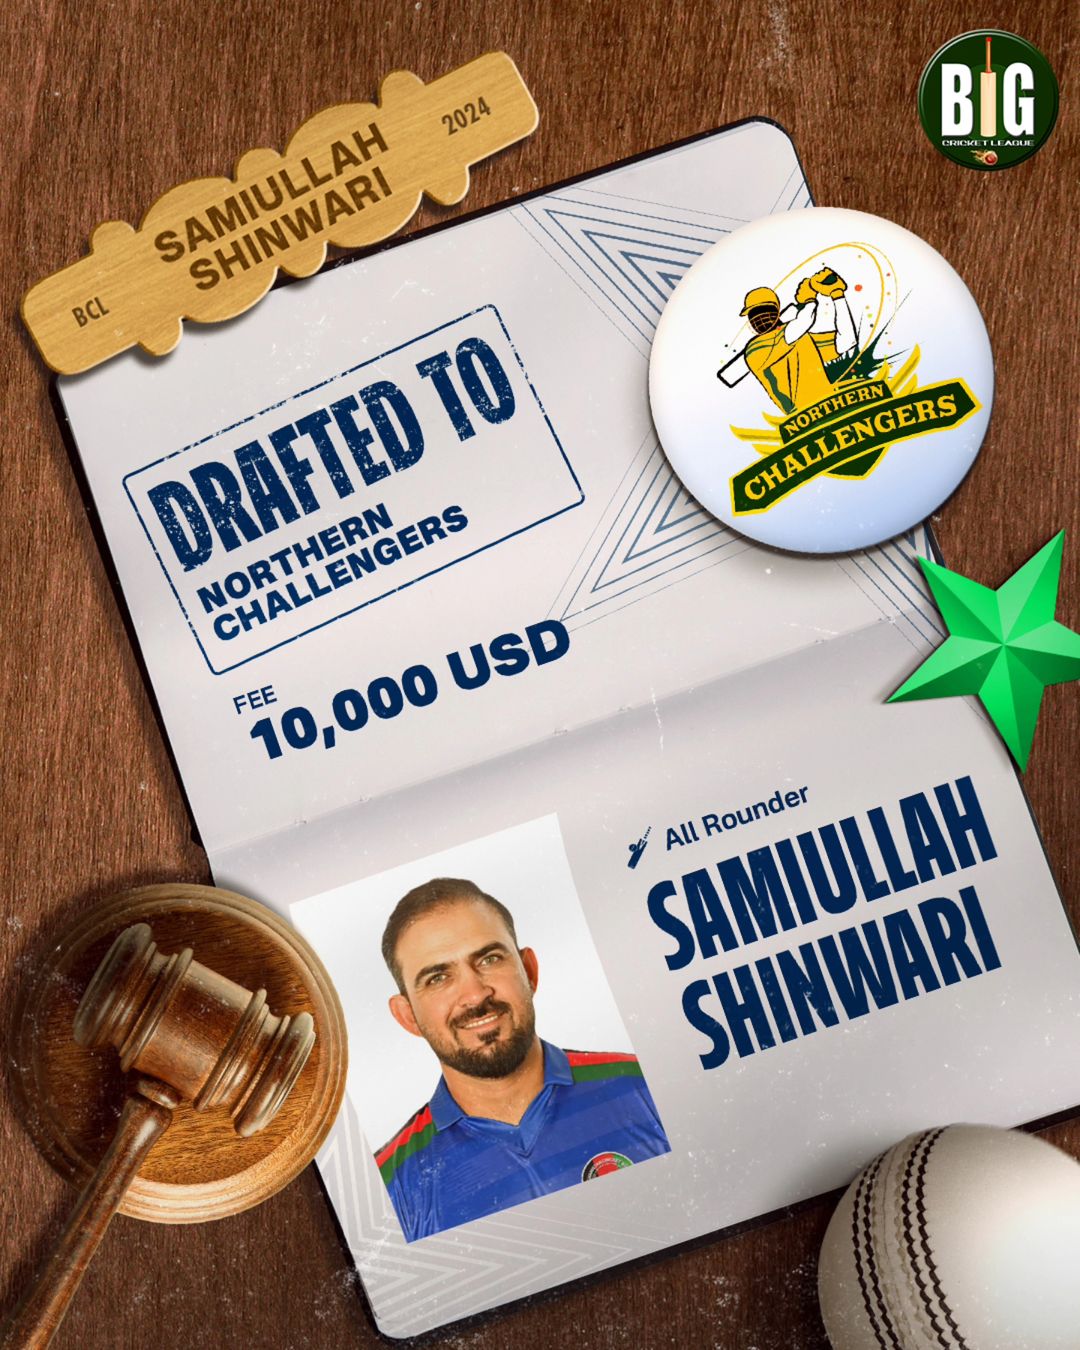 BIG
CRICKET LEAGUE
SAMIULLAH
SHINWARI
2024
BCL
NORTHERN
CHALLENGERS
DRAFTED TO
NORTHERN
CHALLENGERS
FEE
10,000 USD
All Rounder
SAMIULLAH
SHINWARI